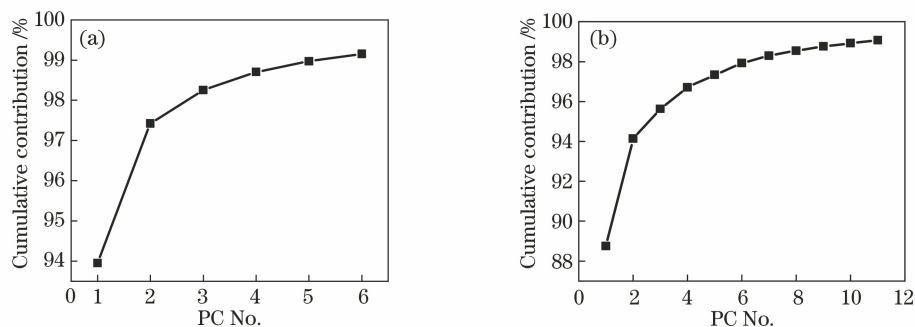 (a)
Cumulative contribution /%
100
99
98
97
96
95
94
0 1 2 3 4 5 6
PC No.
(b)
Cumulative contribution /%
100
98
96
94
92
90
88
0 2 4 6 8 10 12
PC No.